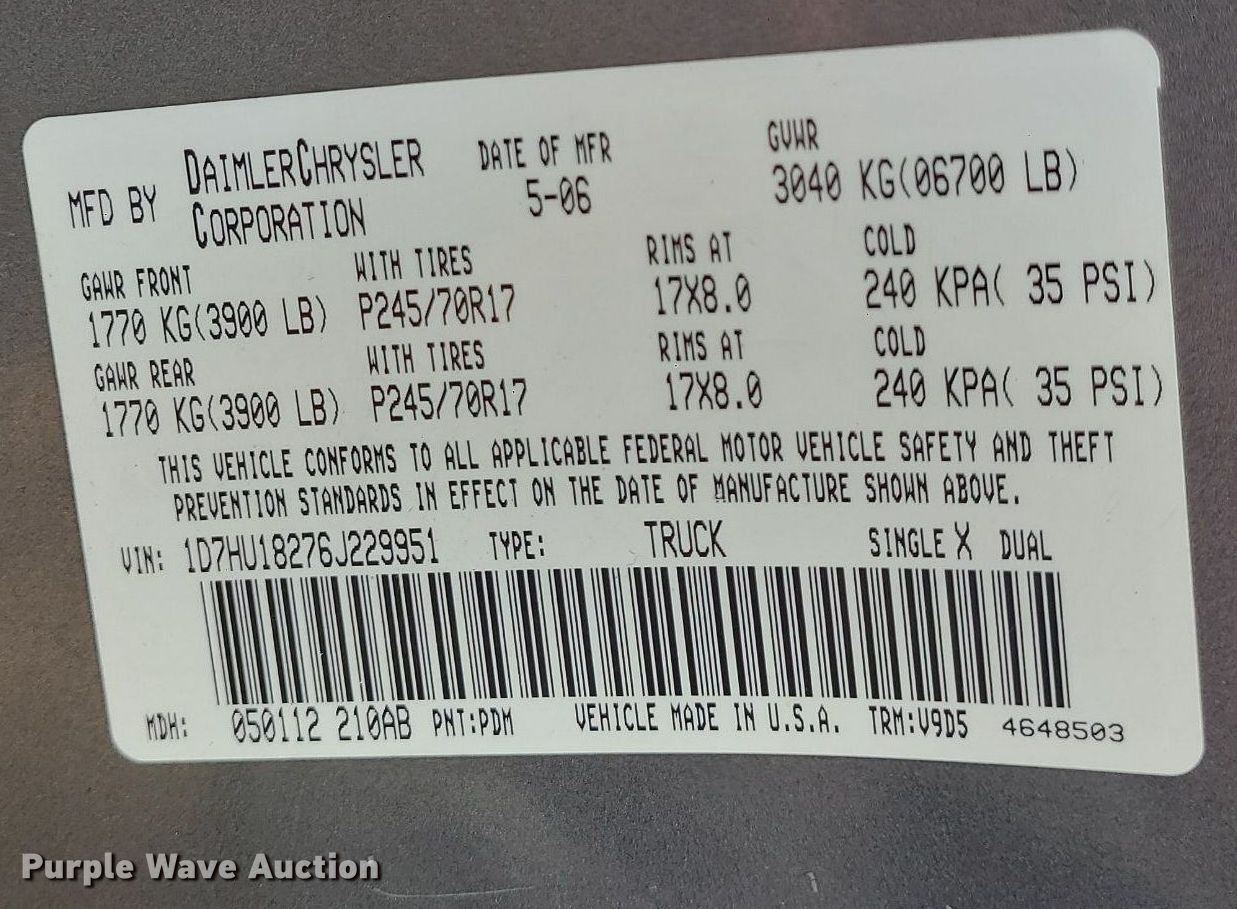 MFD BY DAIMLERCHRYSLER CORPORATION
DATE OF MFR
5-06
GVWR
3040 KG(06700 LB)
GAWR FRONT WITH TIRES RIMS AT COLD
1770 KG(3900 LB) P245/70R17 17X8.0 240 KPA( 35 PSI)
GAWR REAR WITH TIRES RIMS AT COLD
1770 KG(3900 LB) P245/70R17 17X8.0 240 KPA( 35 PSI)
THIS VEHICLE CONFORMS TO ALL APPLICABLE FEDERAL MOTOR VEHICLE SAFETY AND THEFT
PREVENTION STANDARDS IN EFFECT ON THE DATE OF MANUFACTURE SHOWN ABOVE.
VIN: 1D7HU18276J229951 TYPE: TRUCK SINGLE X DUAL
MDH: 050112 210AB PNT:PDM VEHICLE MADE IN U.S.A. TRM:V9D5 4648503
Purple Wave Auction